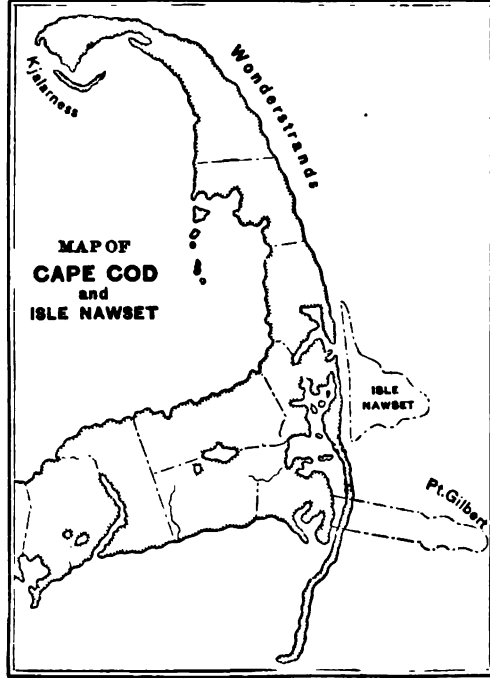 Kjalarness
Wonderstrands
MAP OF
CAPE COD
and
ISLE NAWSET
ISLE
NAWSET
Pt. Gilbert